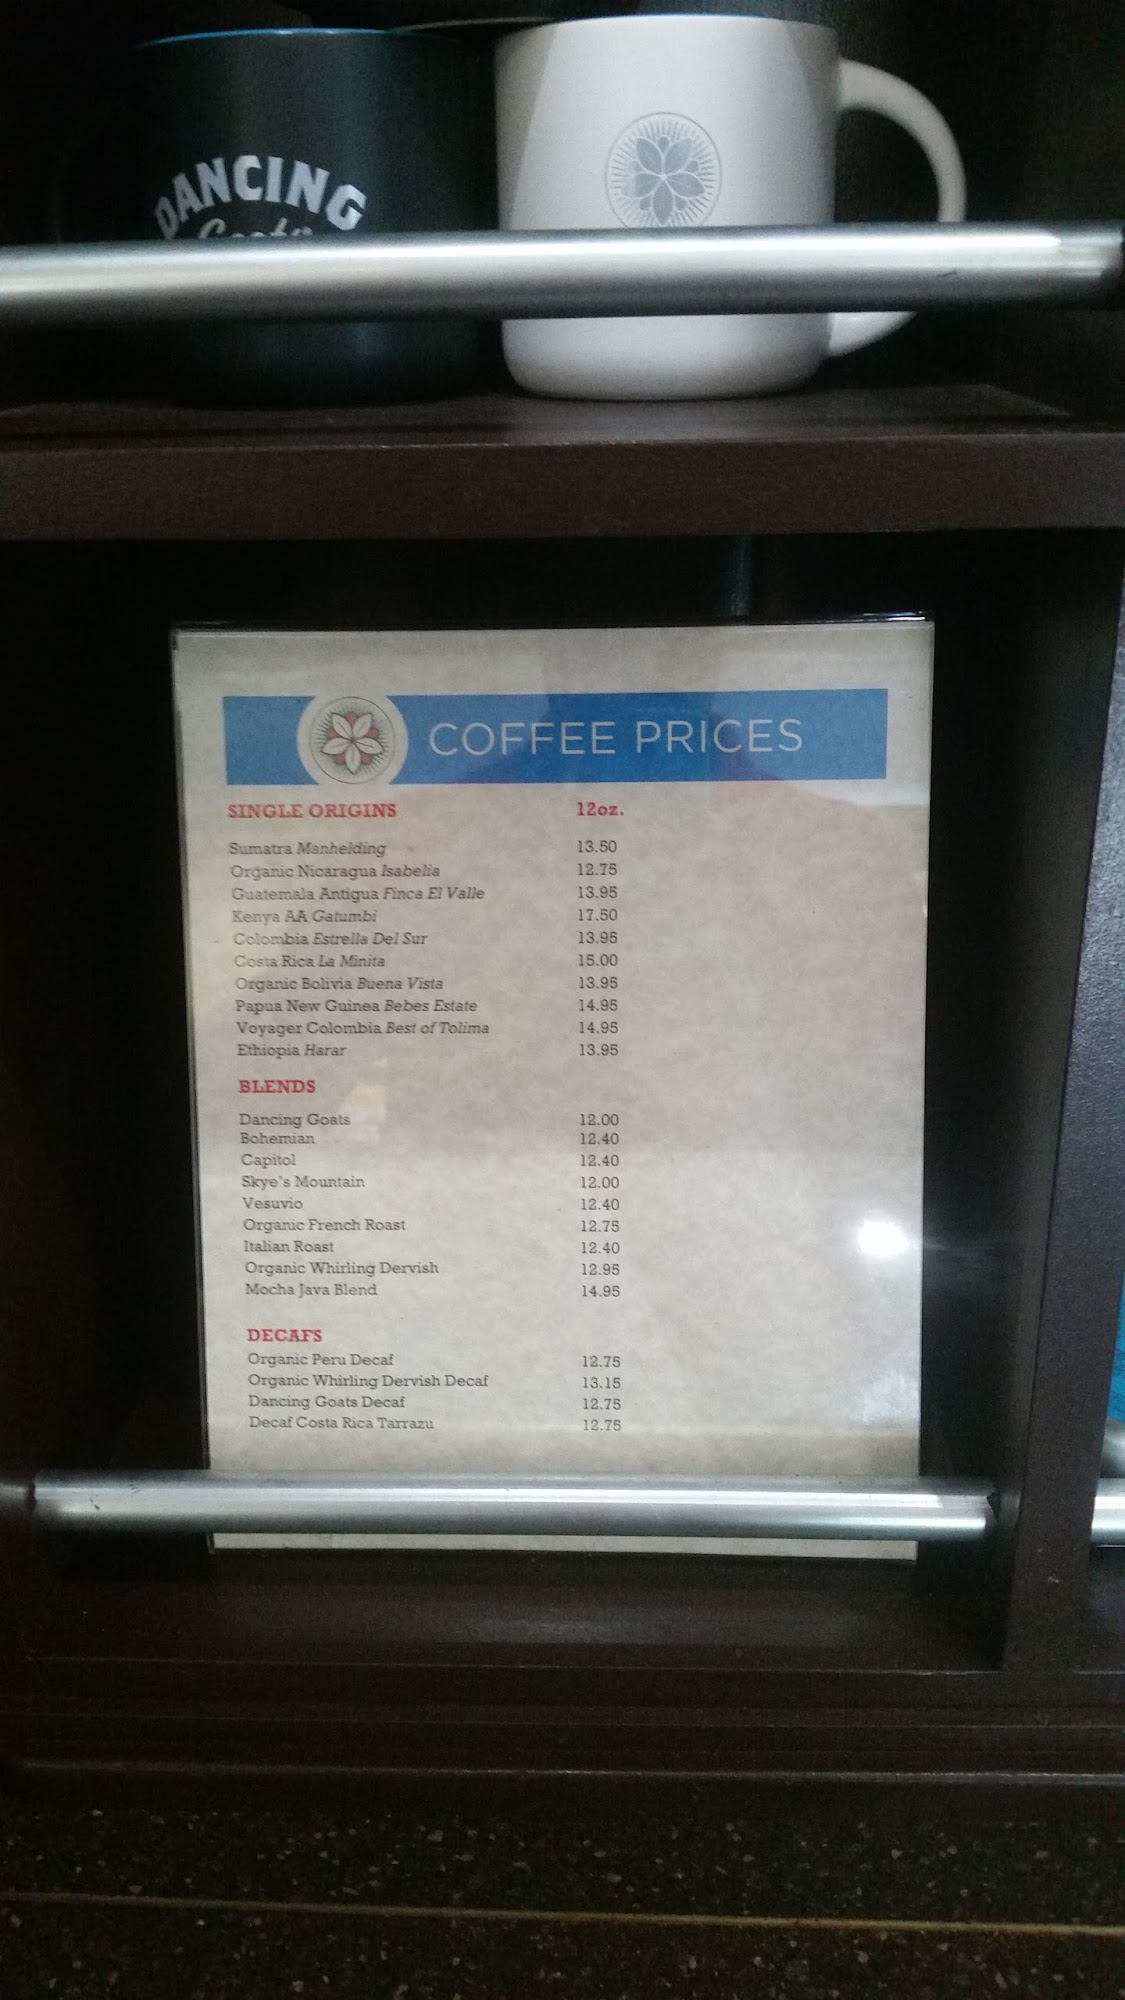 DANCING
COFFEE PRICES
SINGLE ORIGINS 12oz.
Sumatra Manhelding 13.50
Organic Nicaragua Isabelia 12.75
Guatemala Antigua Finca El Valle 13.95
Kenya AA Gatumbi 17.50
Colombia Estrella Del Sur 13.95
Costa Rica La Minita 15.00
Organic Bolivia Buena Vista 13.95
Papua New Guinea Bebes Estate 14.95
Voyager Colombia Best of Tolima 14.95
Ethiopia Harar 13.95
BLENDS
Dancing Goats 12.00
Bohemian 12.40
Capitol 12.40
Skye's Mountain 12.00
Vesuvio 12.40
Organic French Roast 12.75
Italian Roast 12.40
Organic Whirling Dervish 12.95
Mocha Java Blend 14.95
DECAFS
Organic Peru Decaf 12.75
Organic Whirling Dervish Decaf 13.15
Dancing Goats Decaf 12.75
Decaf Costa Rica Tarrazu 12.75